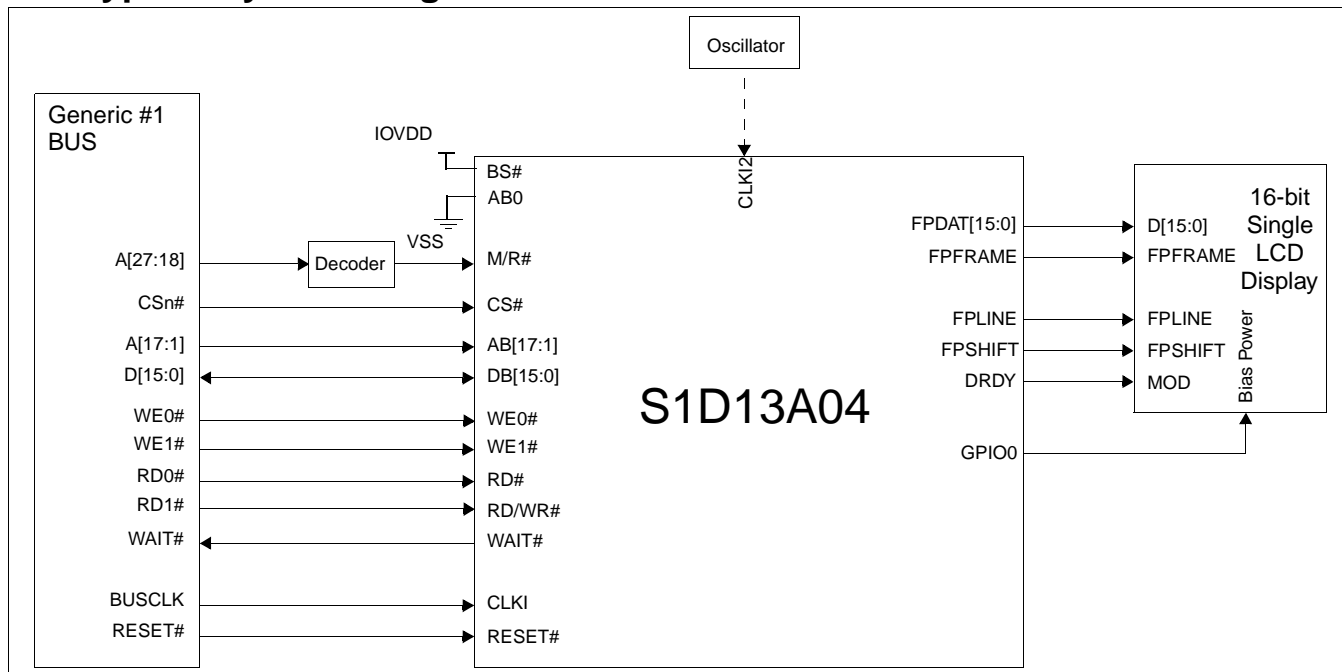 Oscillator
Generic #1
BUS
IOVDD
BS#
AB0
VSS
CLKI2
A[27:18]
Decoder
M/R#
CSn#
CS#
A[17:1]
AB[17:1]
D[15:0]
DB[15:0]
WE0#
WE0#
WE1#
WE1#
RD0#
RD#
RD1#
RD/WR#
WAIT#
WAIT#
BUSCLK
CLKI
RESET#
RESET#
S1D13A04
FPDAT[15:0]
FPFRAME
FPLINE
FPSHIFT
DRDY
GPIO0
D[15:0]
FPFRAME
FPLINE
FPSHIFT
MOD
16-bit
Single
LCD
Display
Bias Power